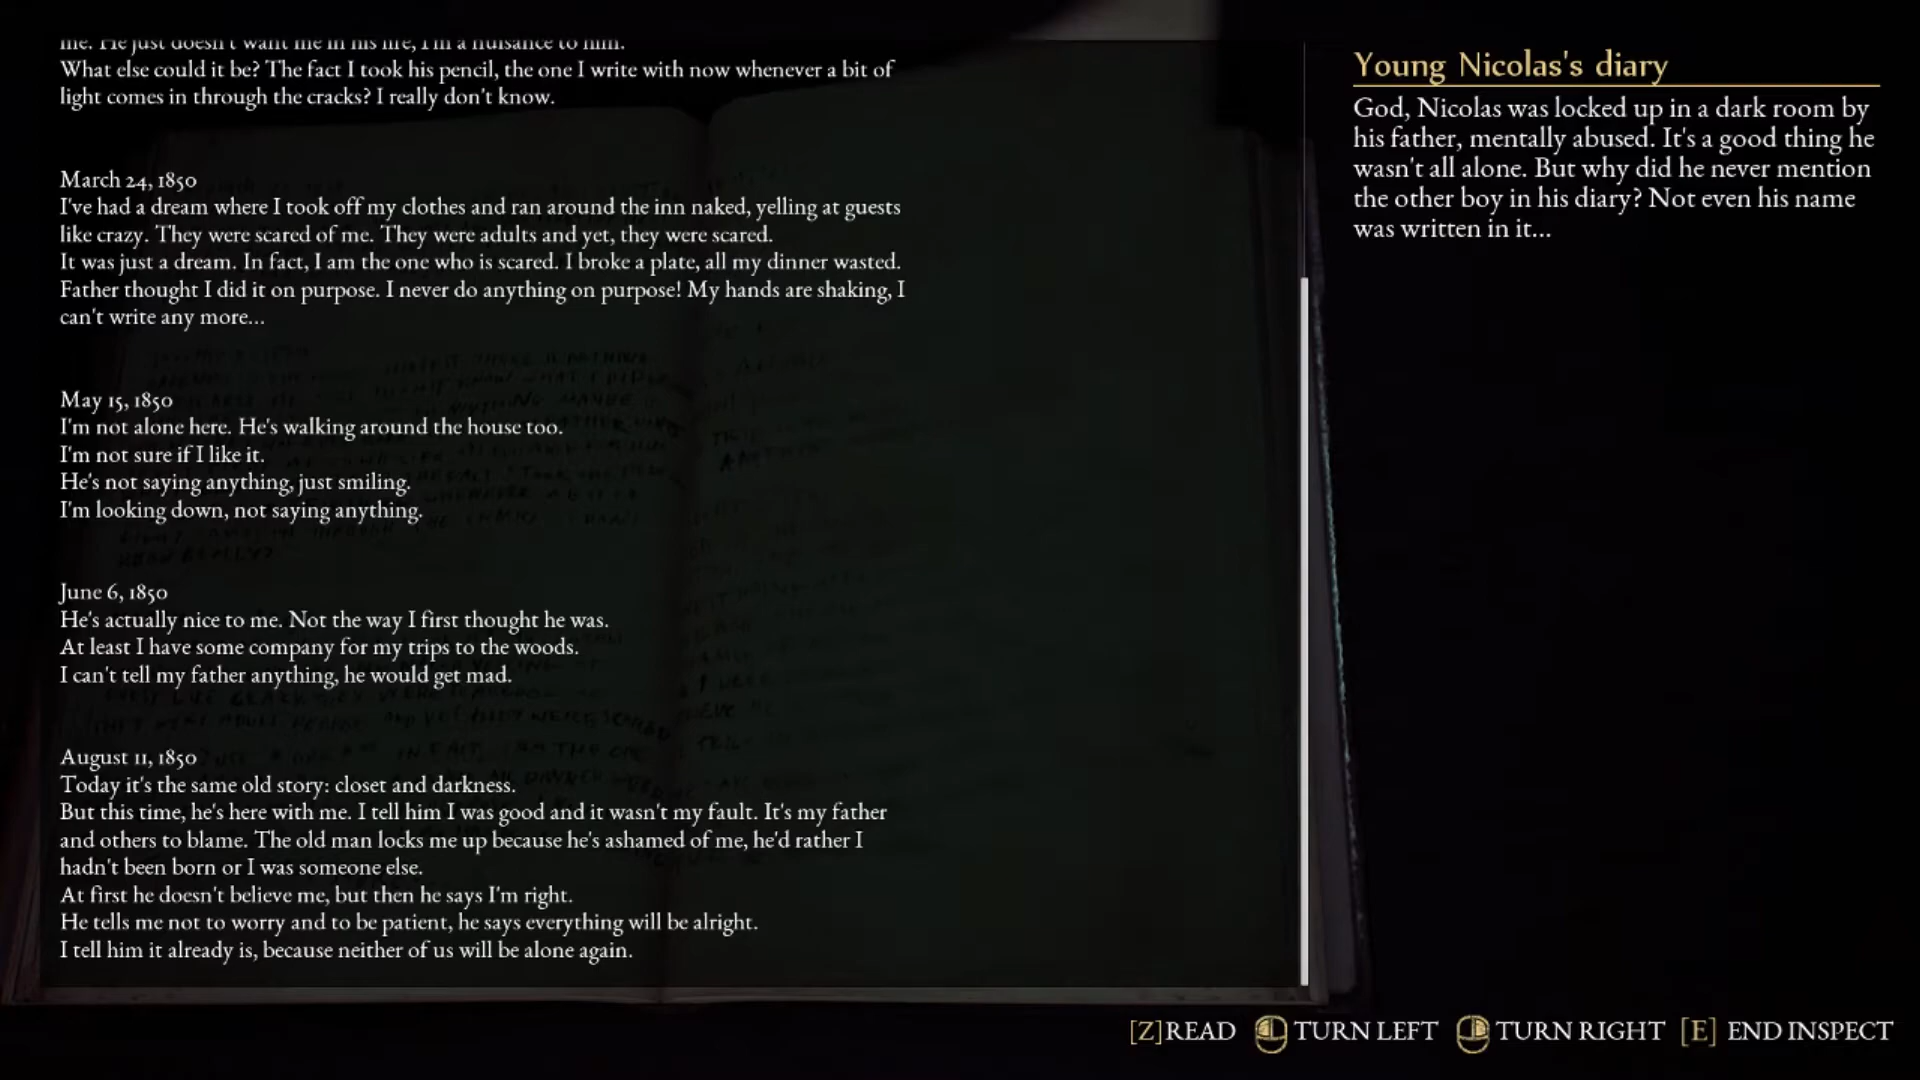 me. He just doesn't want me in his life, I'm a nuisance to him.
What else could it be? The fact I took his pencil, the one I write with now whenever a bit of
light comes in through the cracks? I really don't know.
March 24, 1850
I've had a dream where I took off my clothes and ran around the inn naked, yelling at guests
like crazy. They were scared of me. They were adults and yet, they were scared.
It was just a dream. In fact, I am the one who is scared. I broke a plate, all my dinner wasted.
Father thought I did it on purpose. I never do anything on purpose! My hands are shaking, I
can't write any more...
May 15, 1850
I'm not alone here. He's walking around the house too.
I'm not sure if I like it.
He's not saying anything, just smiling.
I'm looking down, not saying anything.
June 6, 1850
He's actually nice to me. Not the way I first thought he was.
At least I have some company for my trips to the woods.
I can't tell my father anything, he would get mad.
August 11, 1850
Today it's the same old story: closet and darkness.
But this time, he's here with me. I tell him I was good and it wasn't my fault. It's my father
and others to blame. The old man locks me up because he's ashamed of me, he'd rather I
hadn't been born or I was someone else.
At first he doesn't believe me, but then he says I'm right.
He tells me not to worry and to be patient, he says everything will be alright.
I tell him it already is, because neither of us will be alone again.
Young Nicolas's diary
God, Nicolas was locked up in a dark room by
his father, mentally abused. It's a good thing he
wasn't all alone. But why did he never mention
the other boy in his diary? Not even his name
was written in it...
[Z]READ TURN LEFT TURN RIGHT [E] END INSPECT